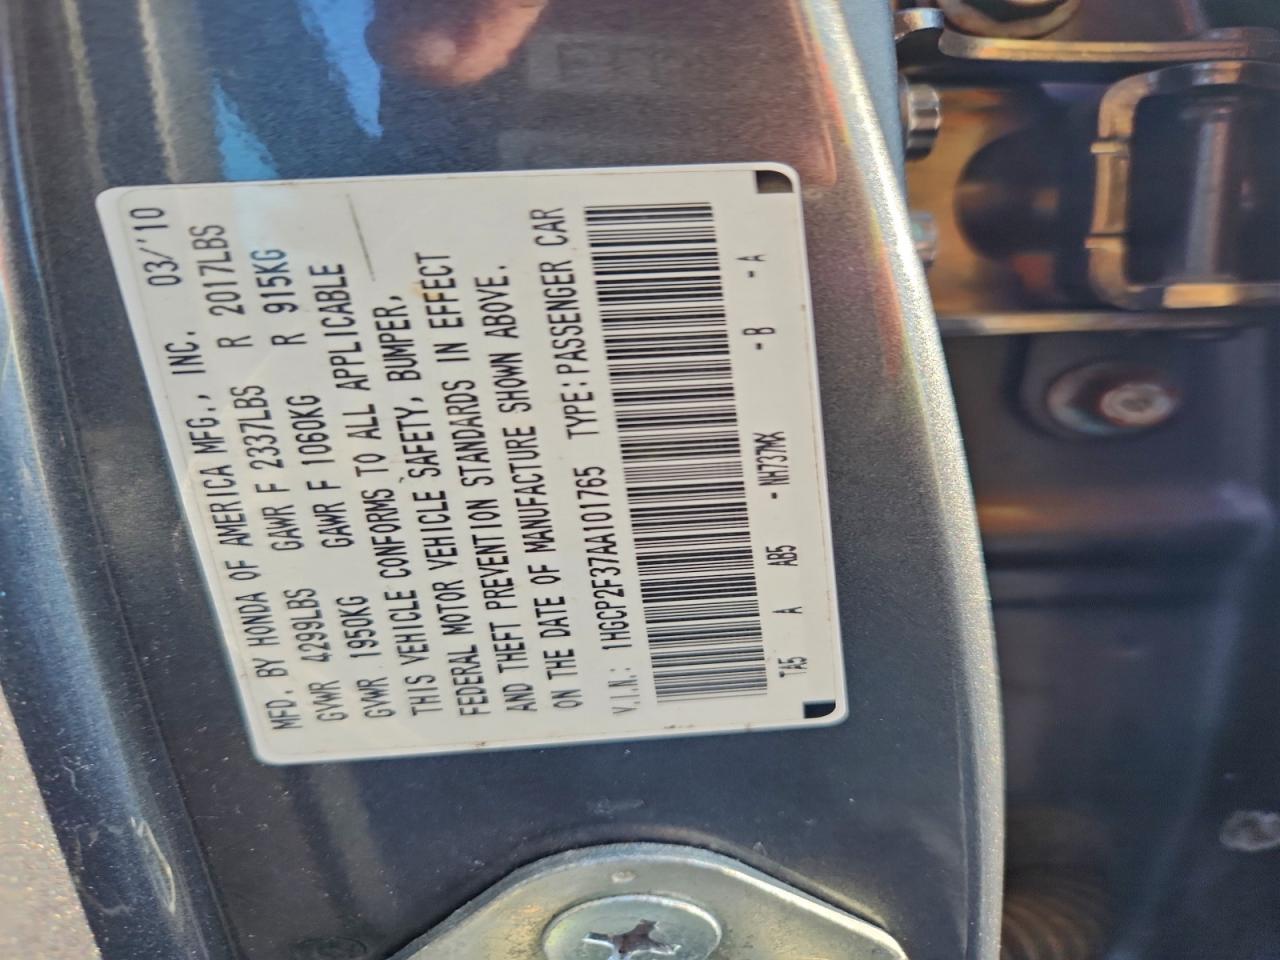 MFD. BY HONDA OF AMERICA MFG., INC. 03/'10
GVWR 4299LBS GAWR F 2337LBS R 2017LBS
GVWR 1950KG GAWR F 1060KG R 915KG
THIS VEHICLE CONFORMS TO ALL APPLICABLE
FEDERAL MOTOR VEHICLE SAFETY, BUMPER,
AND THEFT PREVENTION STANDARDS IN EFFECT
ON THE DATE OF MANUFACTURE SHOWN ABOVE.
V.I.N.: 1HGCP2F37AA101765 TYPE: PASSENGER CAR
TA5 A AB5 - NH737MX - B - A